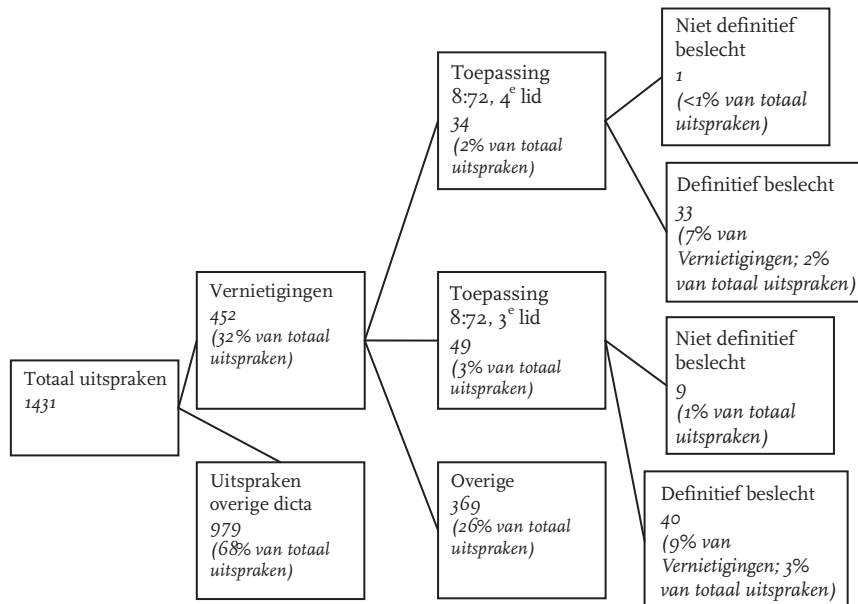 Totaal uitspraken
1431
Vernietigingen
452
(32% van totaal
uitspraken)
Uitspraken
overige dicta
979
(68% van totaal
uitspraken)
Toepassing
8:72, 4e lid
34
(2% van totaal
uitspraken)
Toepassing
8:72, 3e lid
49
(3% van totaal
uitspraken)
Overige
369
(26% van totaal
uitspraken)
Niet definitief
beslecht
1
(<1% van totaal
uitspraken)
Definitief beslecht
33
(7% van
Vernietigingen; 2%
van totaal uitspraken)
Niet definitief
beslecht
9
(1% van totaal
uitspraken)
Definitief beslecht
40
(9% van
Vernietigingen; 3%
van totaal uitspraken)